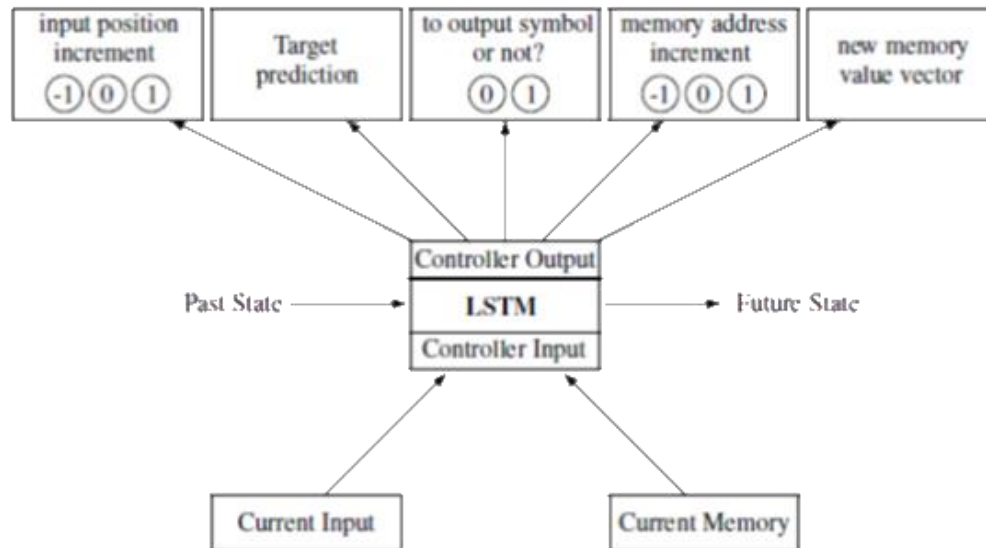 input position
increment
-1 0 1
Target
prediction
to output symbol
or not?
0 1
memory address
increment
-1 0 1
new memory
value vector
Controller Output
Past State
LSTM
Future State
Controller Input
Current Input
Current Memory